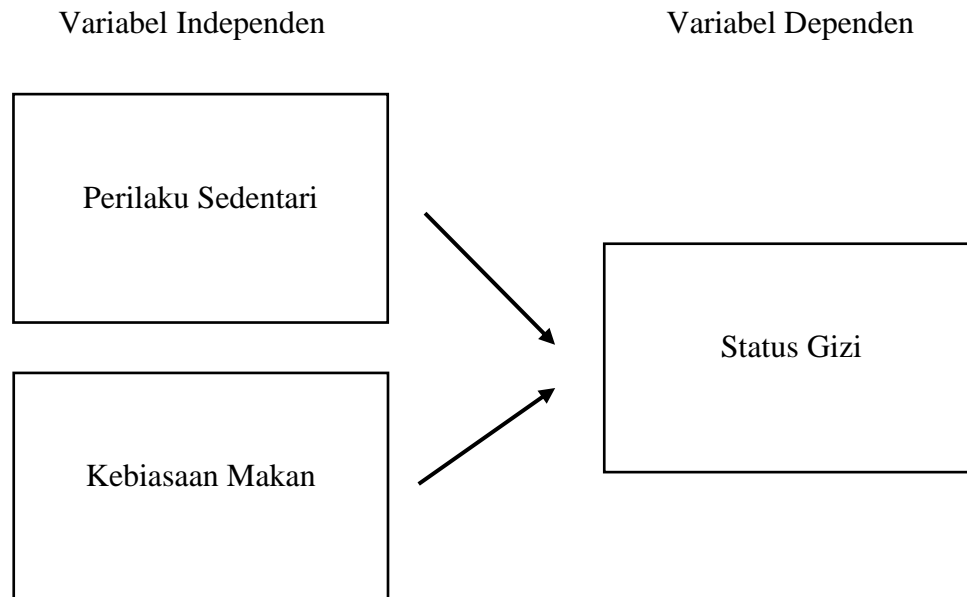 Variabel Independen
Variabel Dependen
Perilaku Sedentari
Status Gizi
Kebiasaan Makan